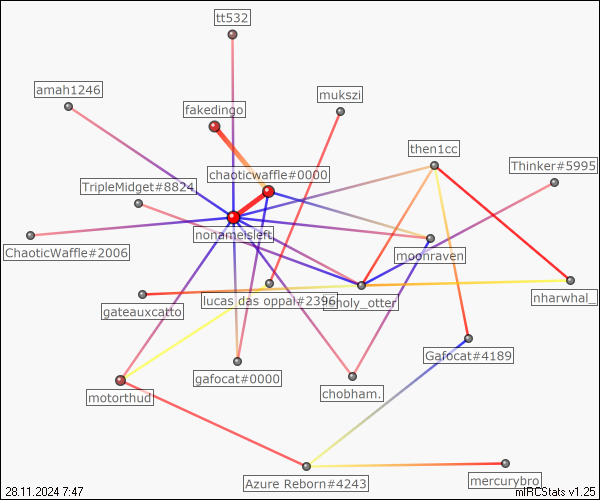 tt532
amah1246
mukszi
fakedingo
then1cc
Thinker#5995
chaoticwaffle#0000
TripleMidget#8824
nonameisleft
ChaoticWaffle#2006
moonraven
lucas das oppai#2396
unholy_otter
nharwhal_
gateauxcatto
Gafocat#4189
gafocat#0000
chobham.
motorthud
Azure Reborn#4243
mercurybro
28.11.2024 7:47
mIRCStats v1.25